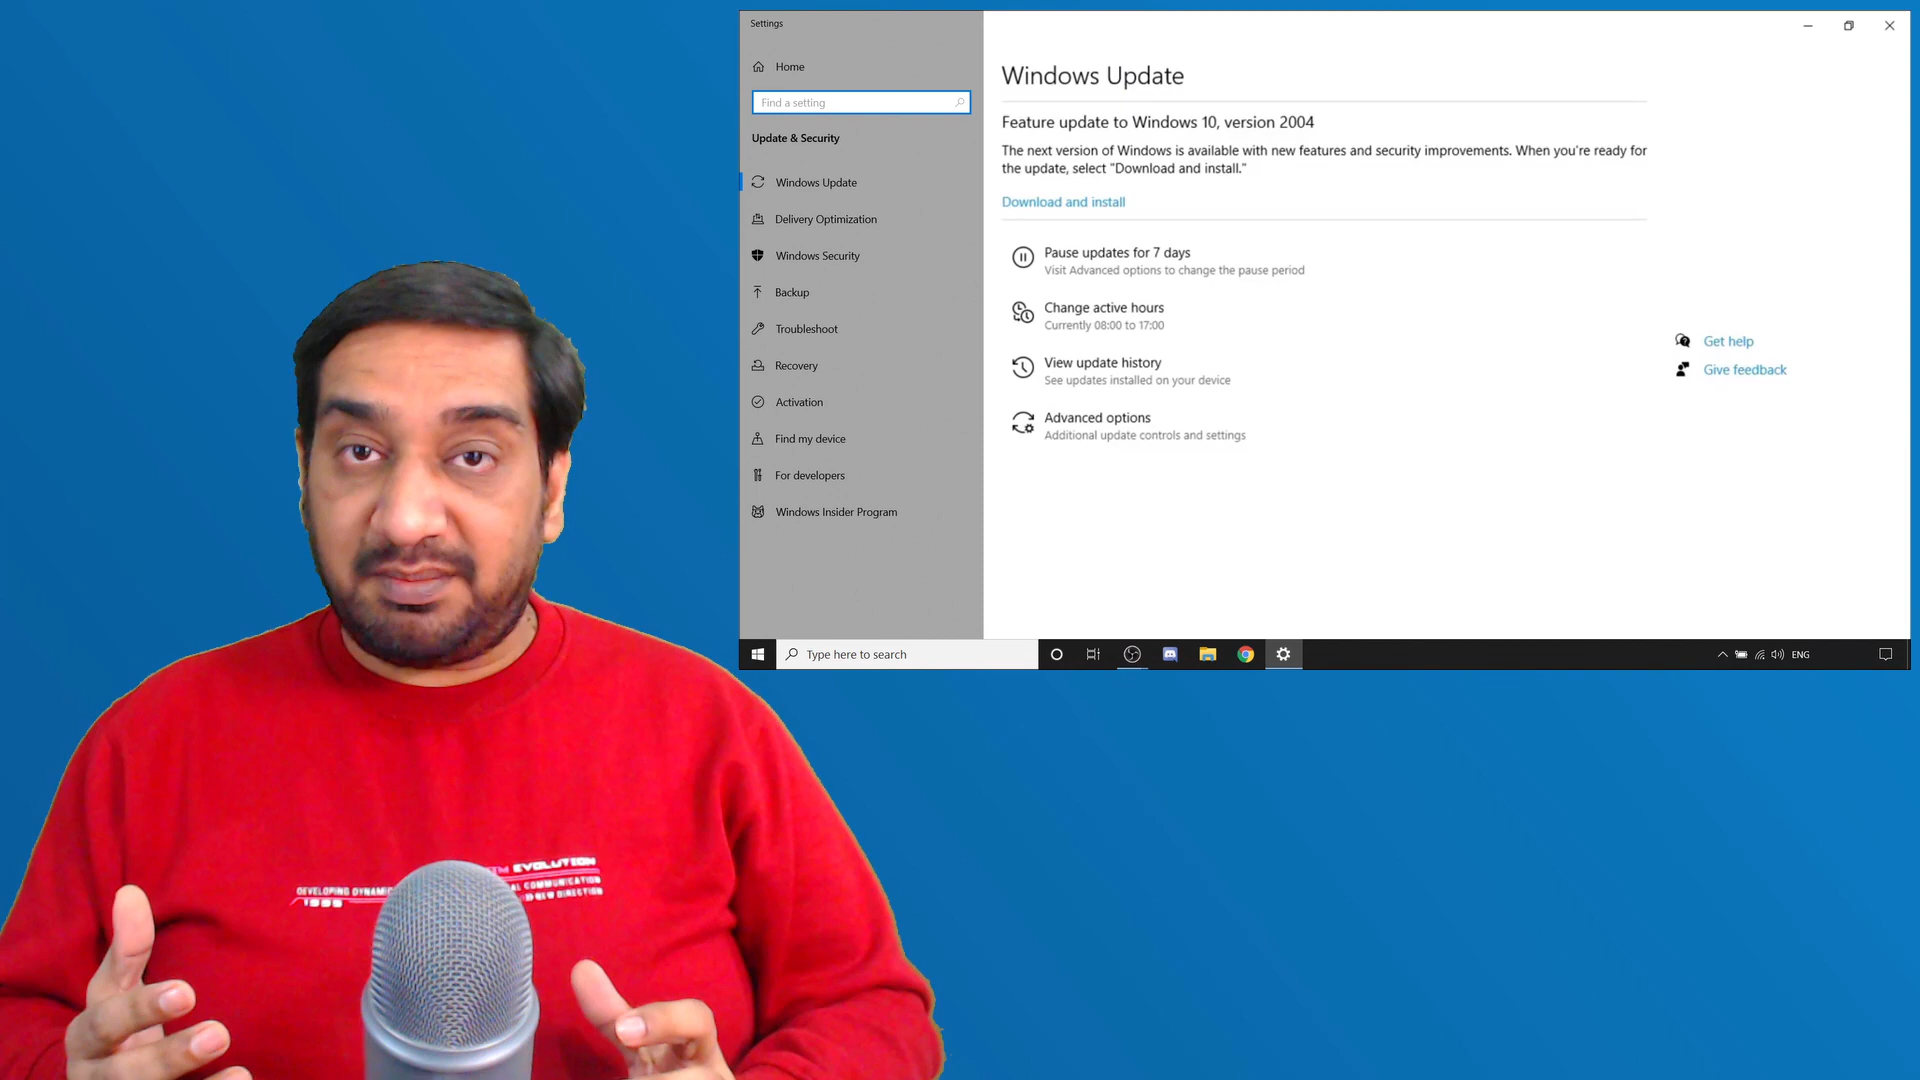 Settings
Home
Find a setting
Update & Security
Windows Update
Delivery Optimization
Windows Security
Backup
Troubleshoot
Recovery
Activation
Find my device
For developers
Windows Insider Program
Windows Update
Feature update to Windows 10, version 2004
The next version of Windows is available with new features and security improvements. When you're ready for
the update, select "Download and install."
Download and install
Pause updates for 7 days
Visit Advanced options to change the pause period
Change active hours
Currently 08:00 to 17:00
View update history
See updates installed on your device
Advanced options
Additional update controls and settings
Get help
Give feedback
Type here to search
ENG
EVOLUTION
DEVELOPING
COMMUNICATION
1999
NEW DIRECTION